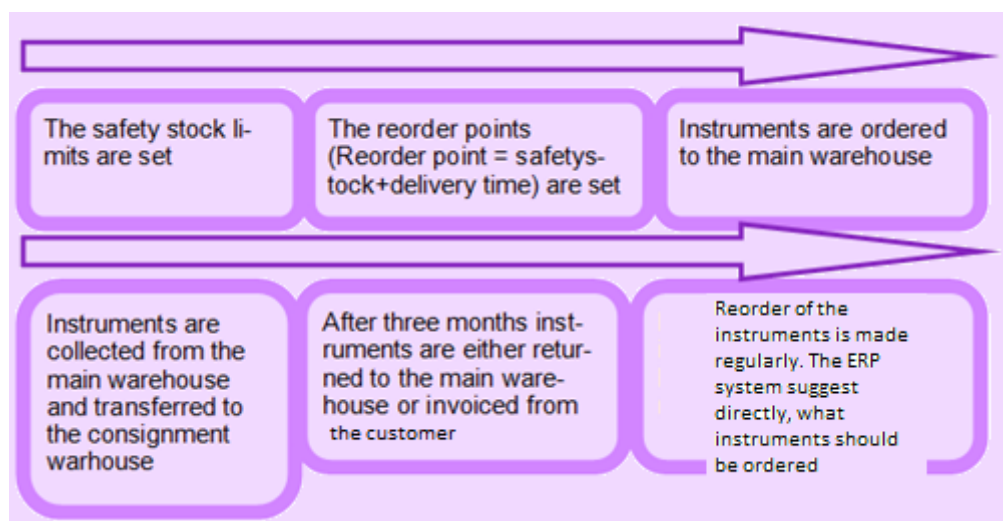 The safety stock li-
mits are set
The reorder points
(Reorder point = safetys-
tock+delivery time) are set
Instruments are ordered
to the main warehouse
Instruments are
collected from the
main warehouse
and transferred to
the consignment
warhouse
After three months inst-
ruments are either retur-
ned to the main ware-
house or invoiced from
the customer
Reorder of the
instruments is made
regularly. The ERP
system suggest
directly, what
instruments should
be ordered